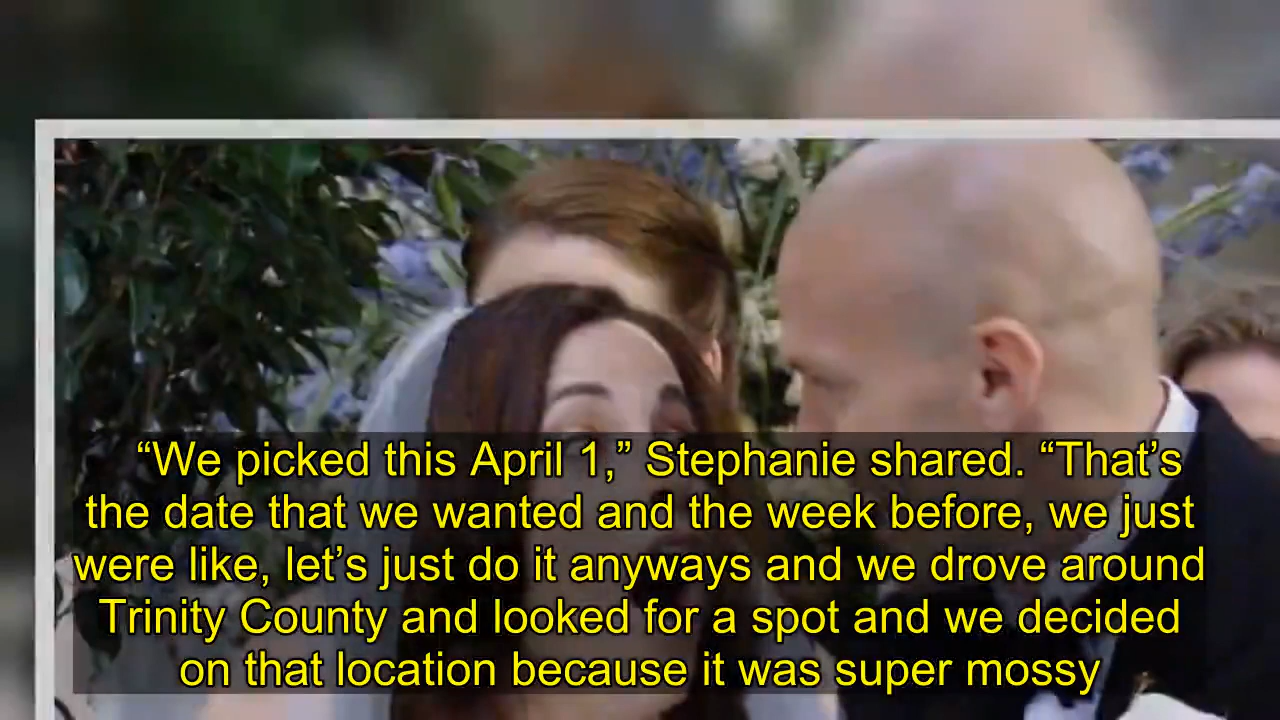 “We picked this April 1,” Stephanie shared. “That’s
the date that we wanted and the week before, we just
were like, let’s just do it anyways and we drove around
Trinity County and looked for a spot and we decided
on that location because it was super mossy